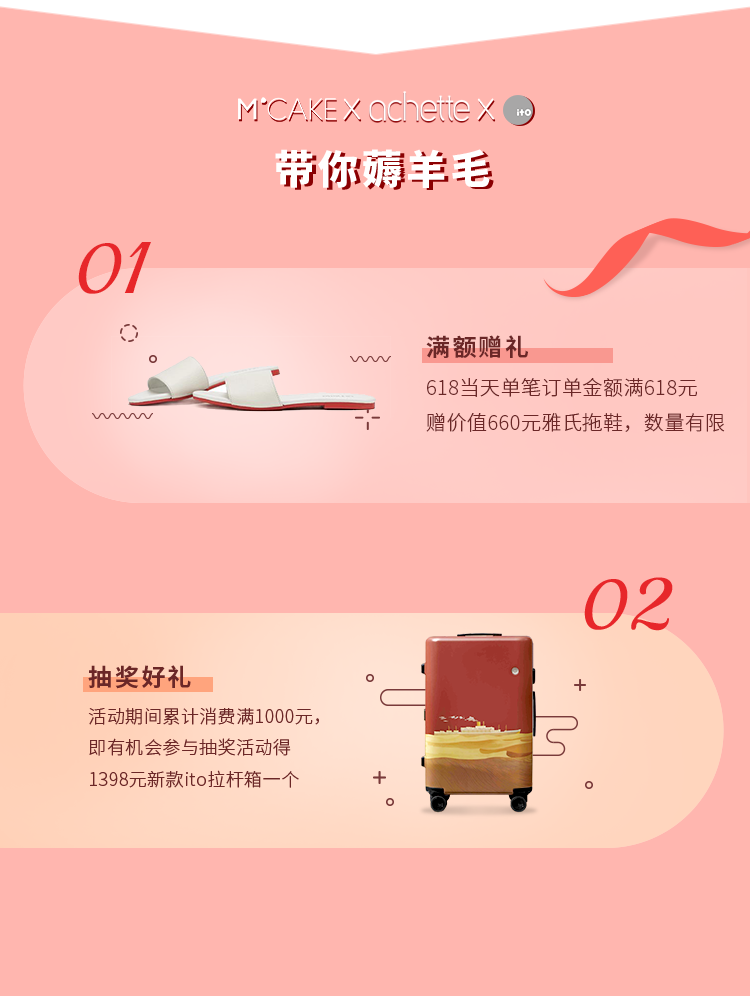 M'CAKE X achette X ito
带你薅羊毛
01
满额赠礼
618当天单笔订单金额满618元
赠价值660元雅氏拖鞋，数量有限
02
抽奖好礼
活动期间累计消费满1000元，
即有机会参与抽奖活动得
1398元新款ito拉杆箱一个